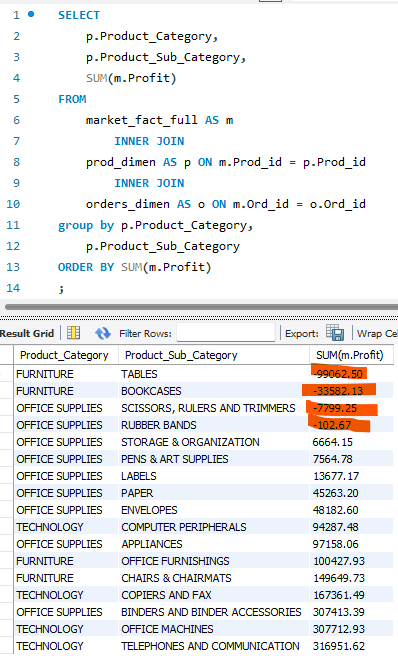 1 SELECT
2 p.Product_Category,
3 p.Product_Sub_Category,
4 SUM(m.Profit)
5 FROM
6 market_fact_full AS m
7 INNER JOIN
8 prod_dimen AS p ON m.Prod_id = p.Prod_id
9 INNER JOIN
10 orders_dimen AS o ON m.Ord_id = o.Ord_id
11 group by p.Product_Category,
12 p.Product_Sub_Category
13 ORDER BY SUM(m.Profit)
14 ;
Result Grid Filter Rows: Export: Wrap Cel
Product_Category Product_Sub_Category SUM(m.Profit)
FURNITURE TABLES -99062.50
FURNITURE BOOKCASES -33582.13
OFFICE SUPPLIES SCISSORS, RULERS AND TRIMMERS -7799.25
OFFICE SUPPLIES RUBBER BANDS -102.67
OFFICE SUPPLIES STORAGE & ORGANIZATION 6664.15
OFFICE SUPPLIES PENS & ART SUPPLIES 7564.78
OFFICE SUPPLIES LABELS 13677.17
OFFICE SUPPLIES PAPER 45263.20
OFFICE SUPPLIES ENVELOPES 48182.60
TECHNOLOGY COMPUTER PERIPHERALS 94287.48
OFFICE SUPPLIES APPLIANCES 97158.06
FURNITURE OFFICE FURNISHINGS 100427.93
FURNITURE CHAIRS & CHAIRMATS 149649.73
TECHNOLOGY COPIERS AND FAX 167361.49
OFFICE SUPPLIES BINDERS AND BINDER ACCESSORIES 307413.39
TECHNOLOGY OFFICE MACHINES 307712.93
TECHNOLOGY TELEPHONES AND COMMUNICATION 316951.62